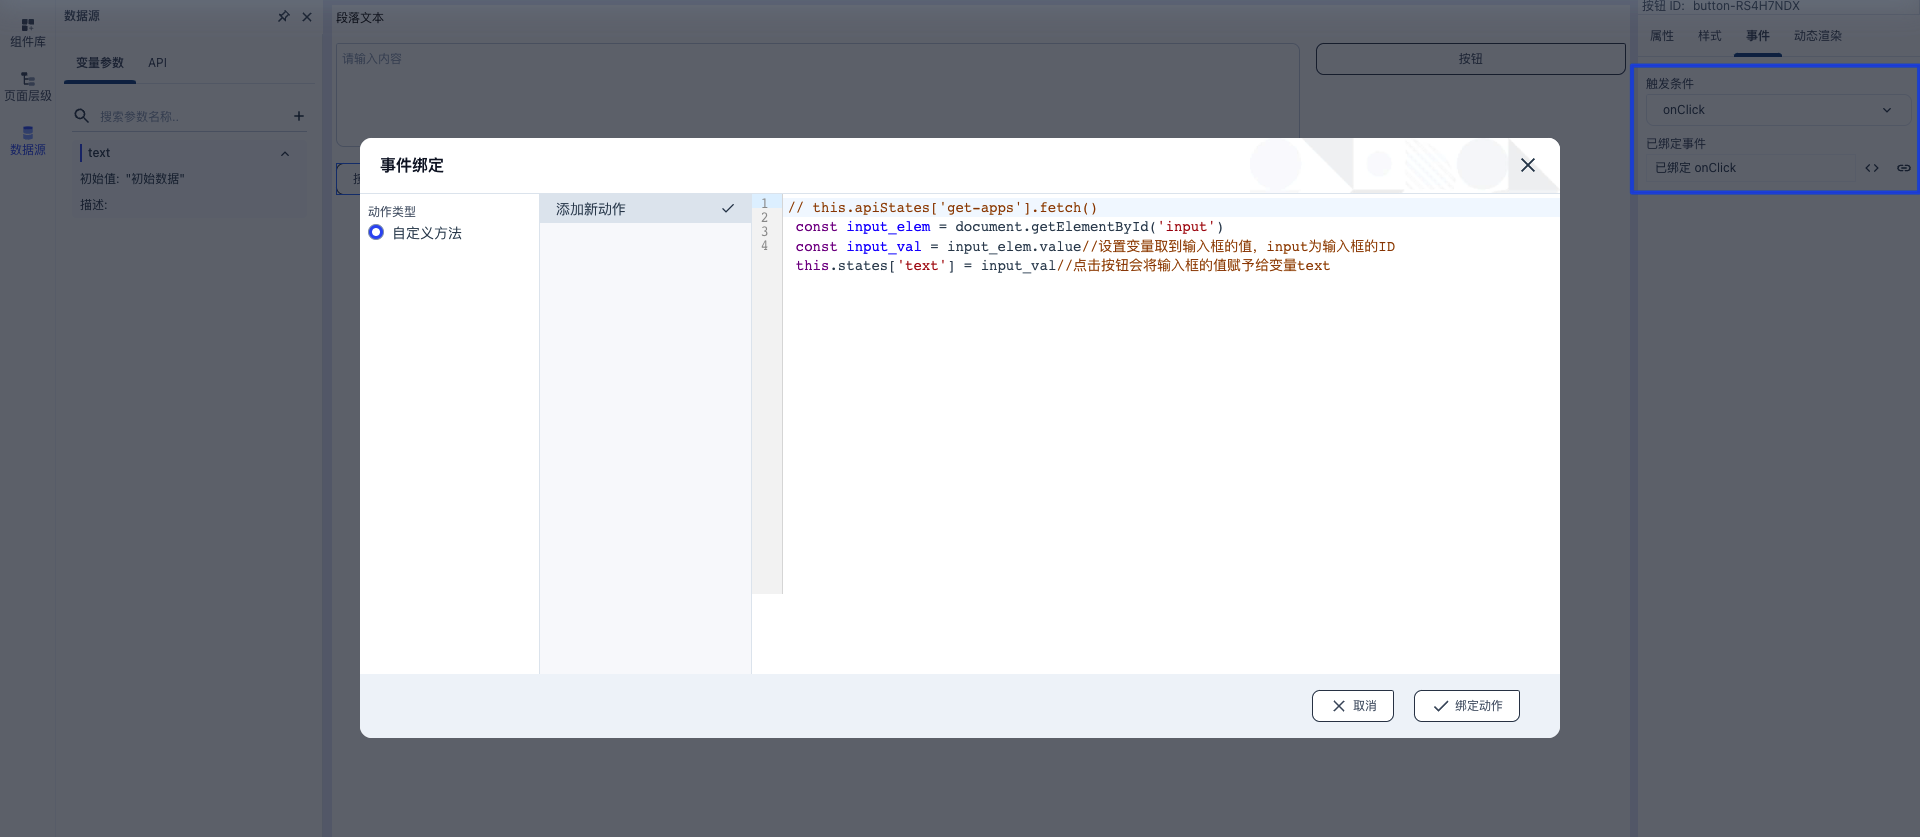 组件库
页面层级
数据源
数据源
变量参数
API
搜索参数名称..
text
初始值: "初始数据"
描述:
段落文本
请输入内容
按钮
按钮 ID: button-RS4H7NDX
属性
样式
事件
动态渲染
触发条件
onClick
已绑定事件
已绑定 onClick
事件绑定
动作类型
自定义方法
添加新动作
1
2
3
4
// this.apiStates['get-apps'].fetch()
const input_elem = document.getElementById('input')
const input_val = input_elem.value//设置变量取到输入框的值，input为输入框的ID
this.states['text'] = input_val//点击按钮会将输入框的值赋予给变量text
取消
绑定动作